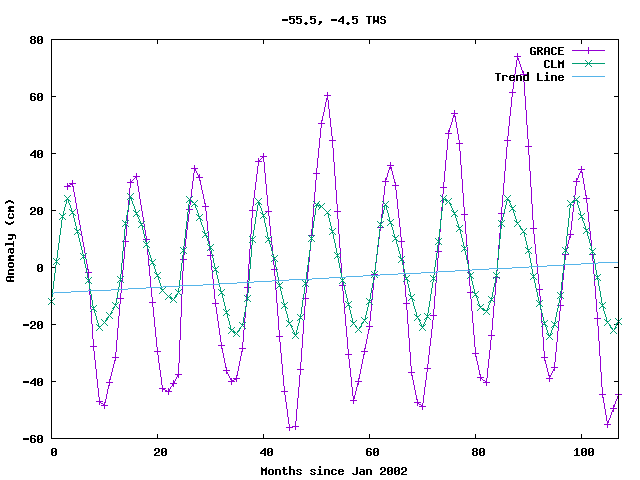 -55.5, -4.5 TWS
GRACE
CLM
Trend Line
80
60
40
20
0
-20
-40
-60
Anomaly (cm)
0 20 40 60 80 100
Months since Jan 2002